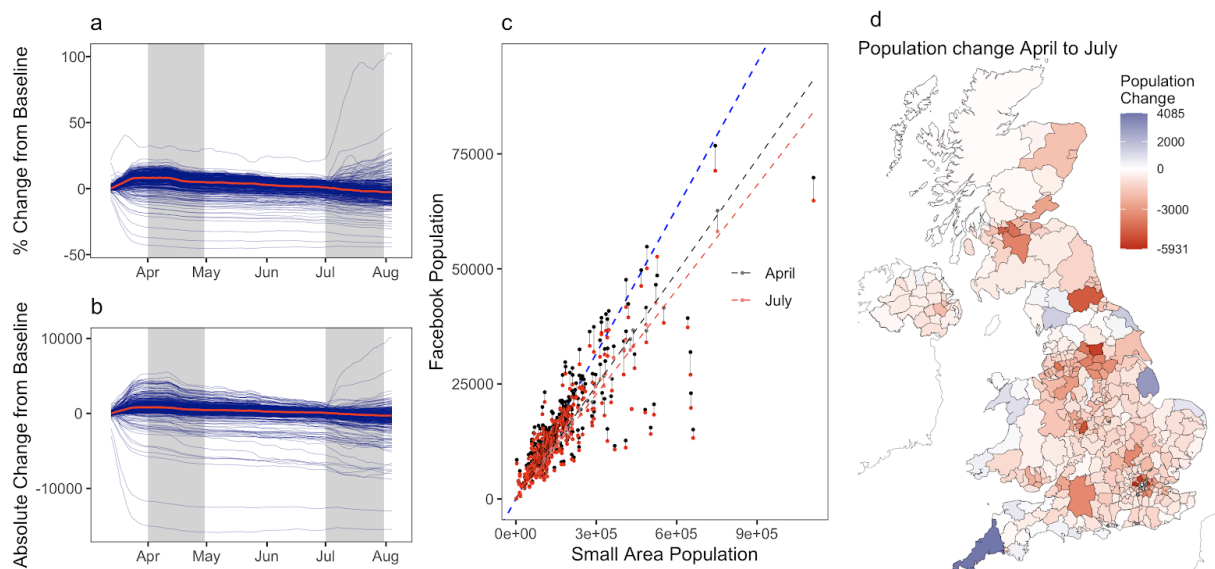 a
% Change from Baseline
100
50
0
-50
Apr May Jun Jul Aug
b
Absolute Change from Baseline
10000
0
-10000
Apr May Jun Jul Aug
c
Facebook Population
75000
50000
25000
0
April
July
0e+00 3e+05 6e+05 9e+05
Small Area Population
d
Population change April to July
Population
Change
4085
2000
0
-3000
-5931